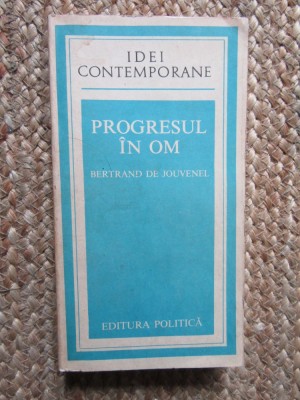 IDEI
CONTEMPORANE
PROGRESUL
ÎN OM
BERTRAND DE JOUVENEL
EDITURA POLITICĂ